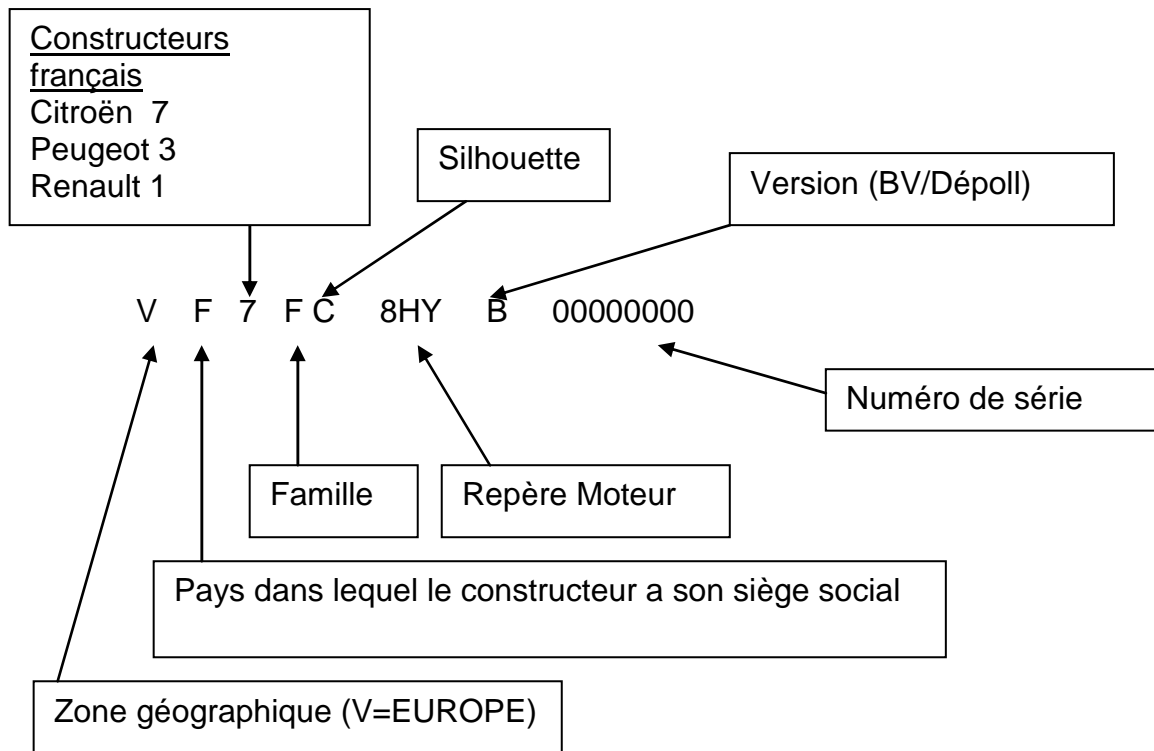 Constructeurs
français
Citroën 7
Peugeot 3
Renault 1
Silhouette
Version (BV/Dépoll)
V F 7 F C 8HY B 00000000
Numéro de série
Famille
Repère Moteur
Pays dans lequel le constructeur a son siège social
Zone géographique (V=EUROPE)